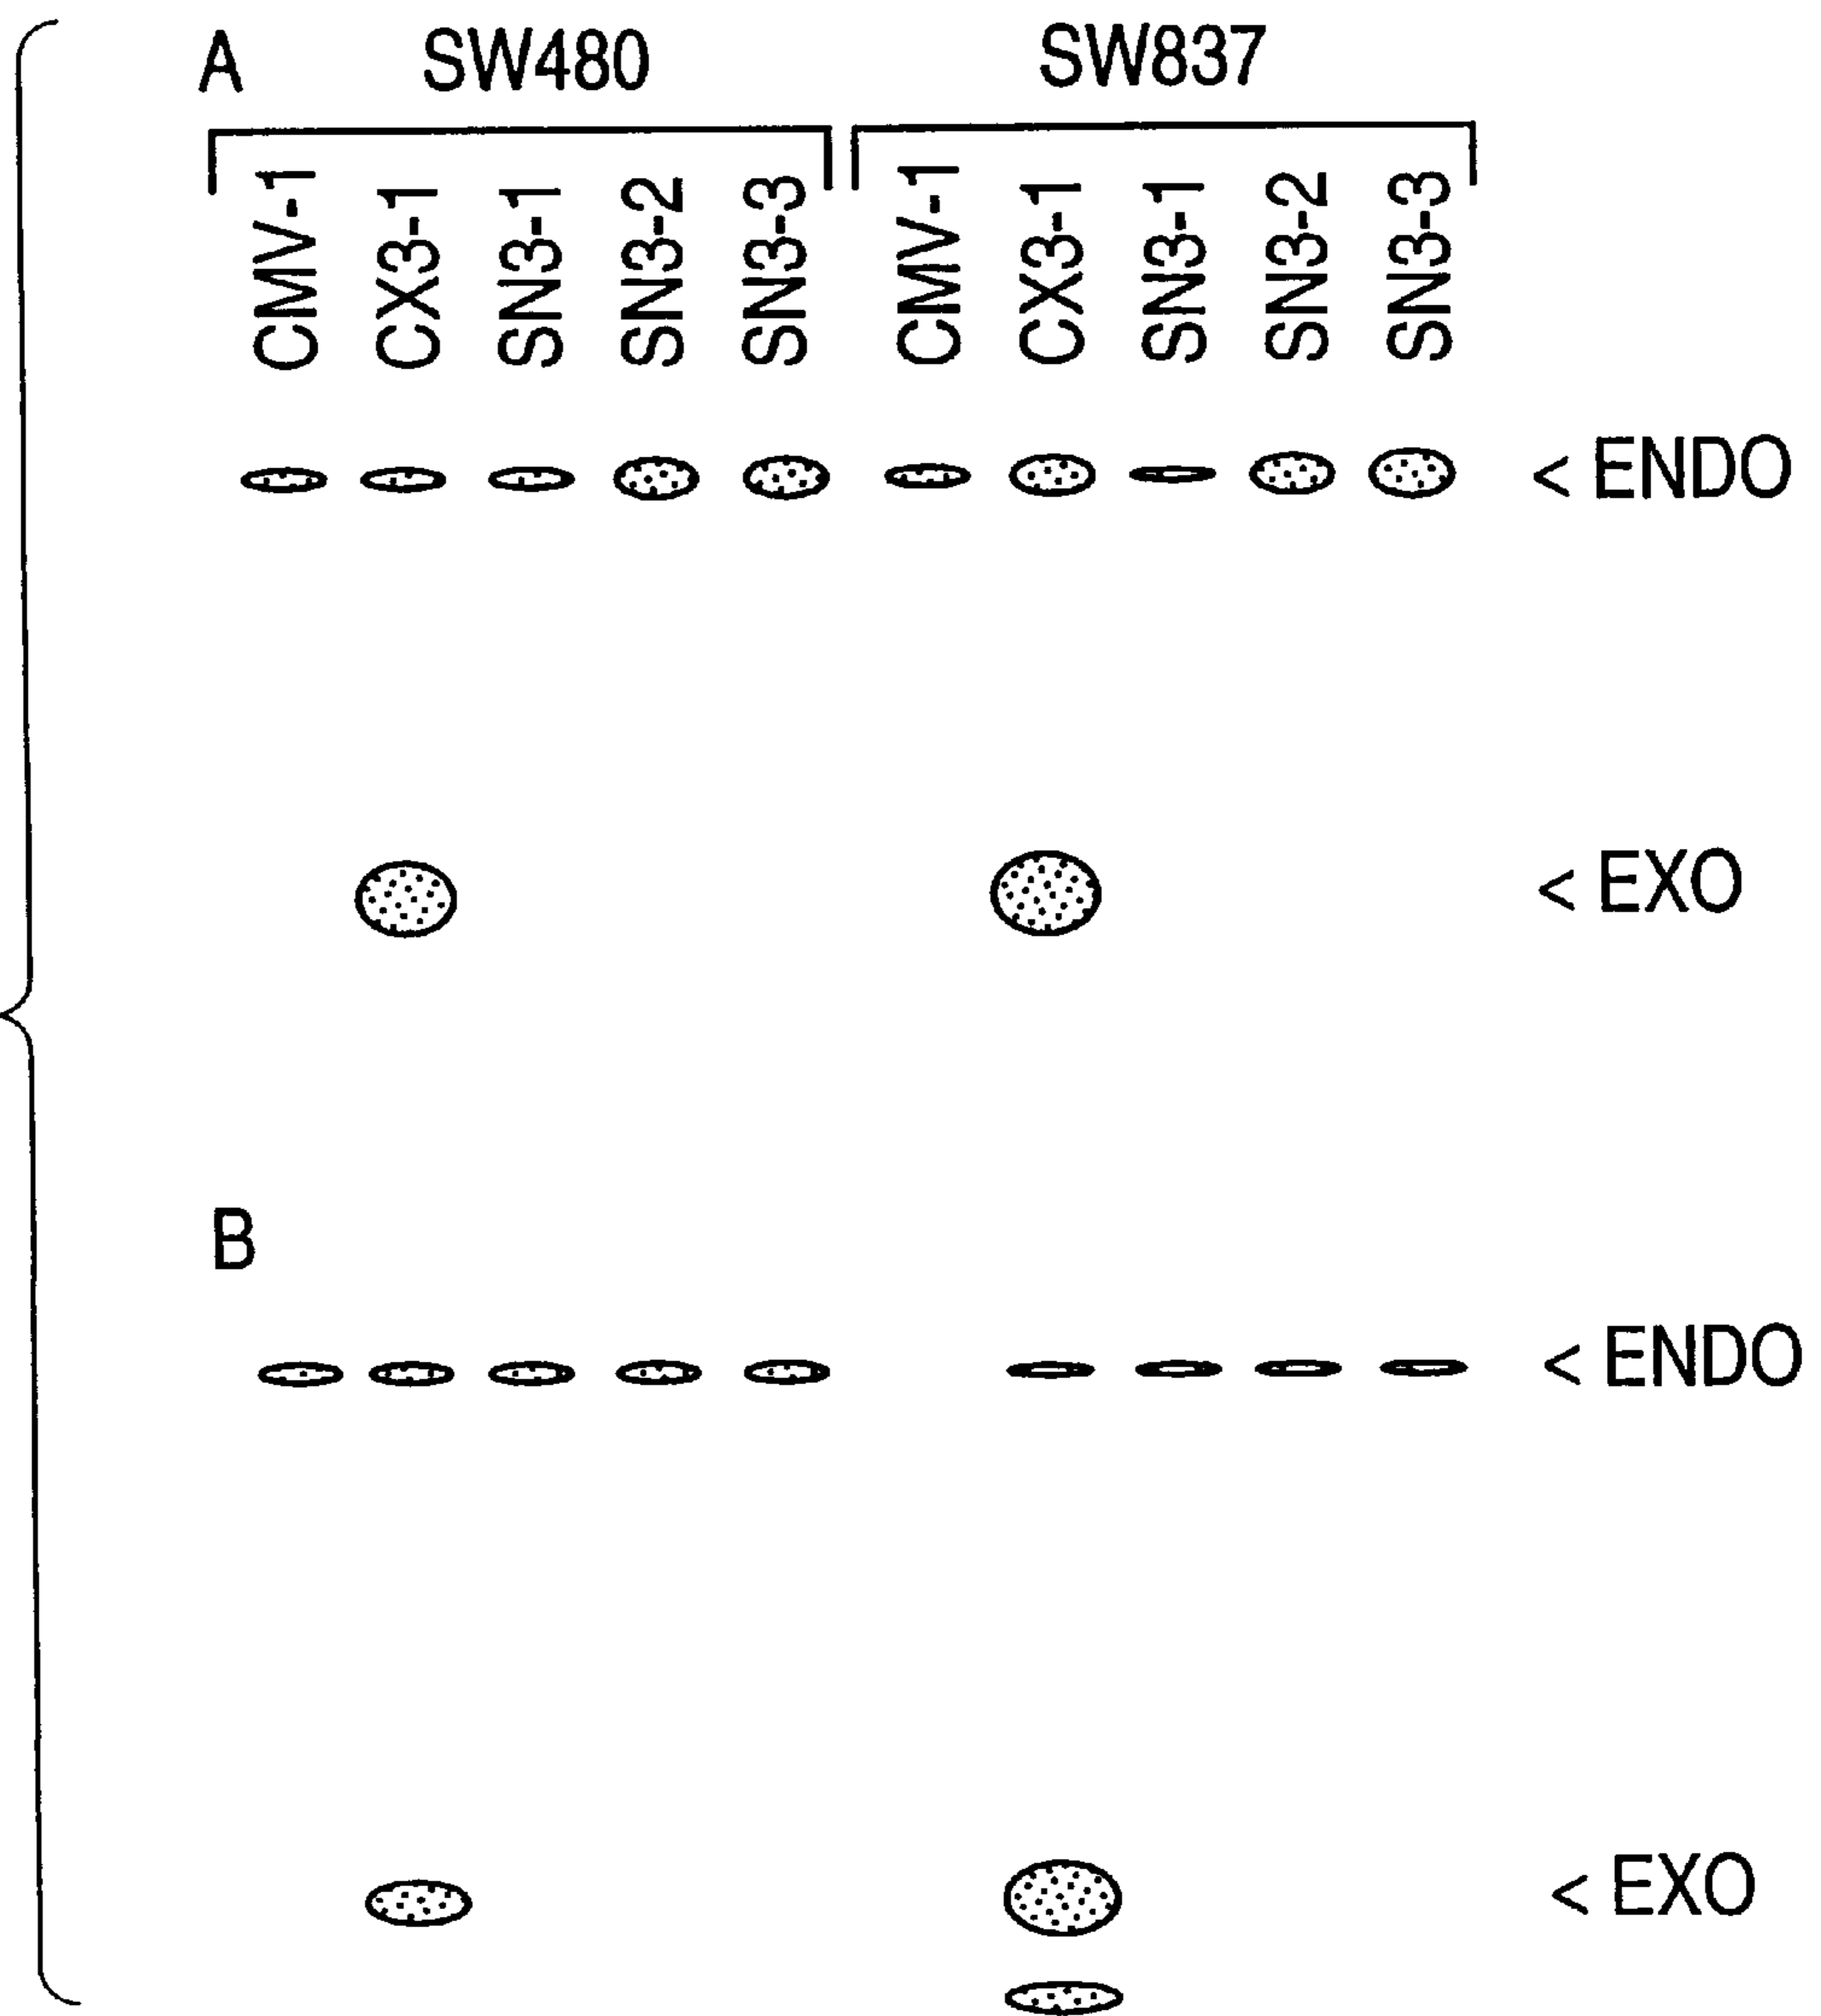 A SW480 SW837
CMV-1 CX3-1 SN3-1 SN3-2 SN3-3 CMV-1 CX3-1 SN3-1 SN3-2 SN3-3
< ENDO
< EXO
B
< ENDO
< EXO